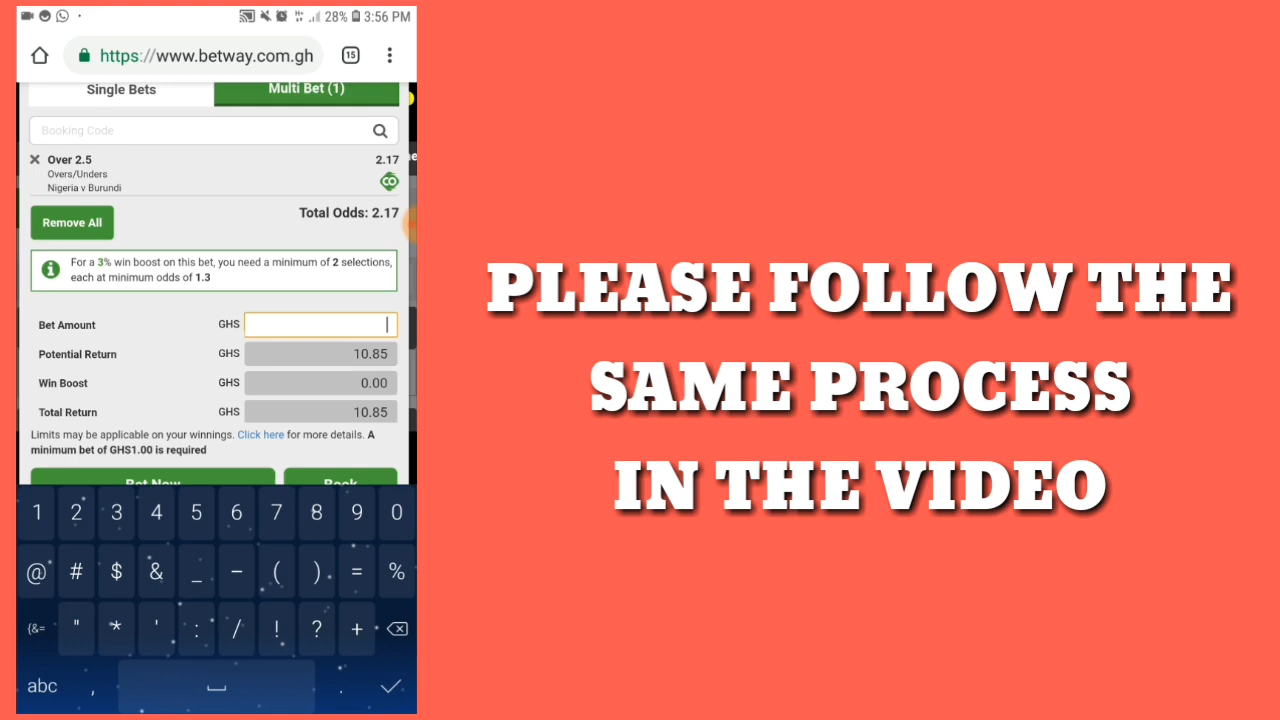 28% 3:56 PM
https://www.betway.com.gh
15
Single Bets
Multi Bet (1)
Booking Code
Over 2.5
2.17
Overs/Unders
Nigeria v Burundi
CO
Total Odds: 2.17
Remove All
For a 3% win boost on this bet, you need a minimum of 2 selections,
each at minimum odds of 1.3
Bet Amount GHS
Potential Return GHS 10.85
Win Boost GHS 0.00
Total Return GHS 10.85
Limits may be applicable on your winnings. Click here for more details. A
minimum bet of GHS1.00 is required
Bet Now
Book
1 2 3 4 5 6 7 8 9 0
@ # $ & _ – ( ) = %
{&= " * ' : / ! ? +
abc , .
PLEASE FOLLOW THE
SAME PROCESS
IN THE VIDEO